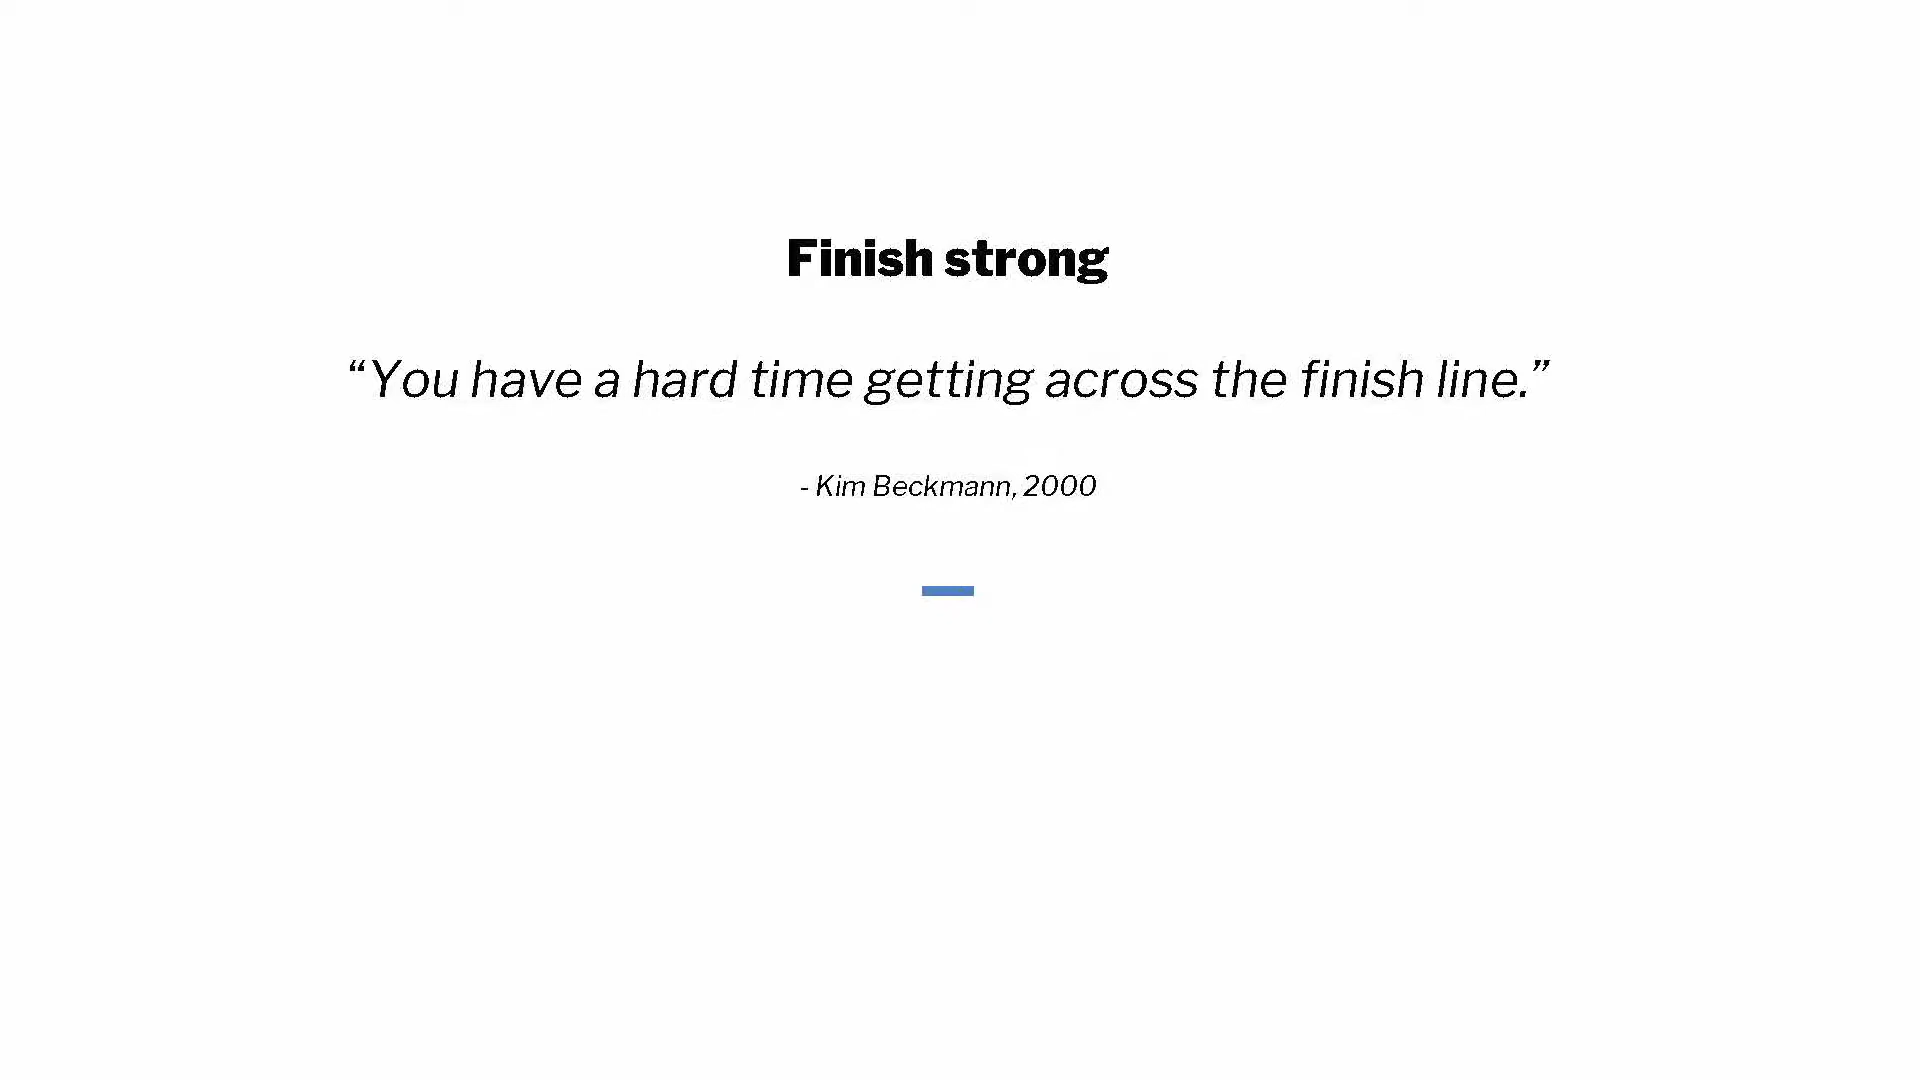 Finish strong
“You have a hard time getting across the finish line.”
- Kim Beckmann, 2000